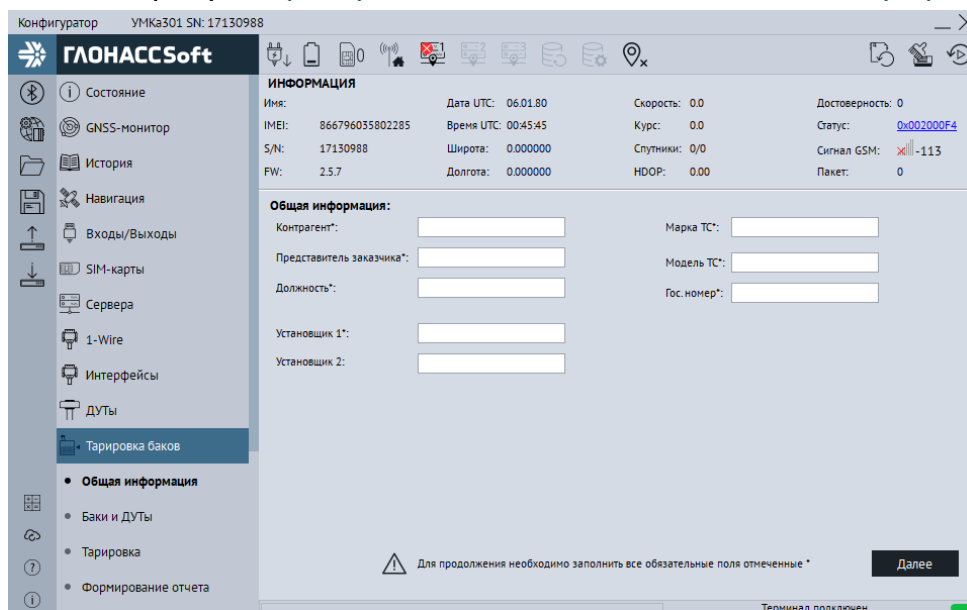 Конфигуратор УМКа301 SN: 17130988
ГЛОНАССSoft
0
1
2
x
Состояние
GNSS-монитор
История
Навигация
Входы/Выходы
SIM-карты
Сервера
1-Wire
Интерфейсы
ДУТы
Тарировка баков
Общая информация
Баки и ДУТы
Тарировка
Формирование отчета
ИНФОРМАЦИЯ
Имя: Дата UTC: 06.01.80 Скорость: 0.0 Достоверность: 0
IMEI: 866796035802285 Время UTC: 00:45:45 Курс: 0.0 Статус: 0x002000F4
S/N: 17130988 Широта: 0.000000 Спутники: 0/0 Сигнал GSM: -113
FW: 2.5.7 Долгота: 0.000000 HDOP: 0.00 Пакет: 0
Общая информация:
Контрагент*: Марка ТС*:
Представитель заказчика*: Модель ТС*:
Должность*: Гос.номер*:
Установщик 1*:
Установщик 2:
Для продолжения необходимо заполнить все обязательные поля отмеченные *
Далее
Терминал подключен